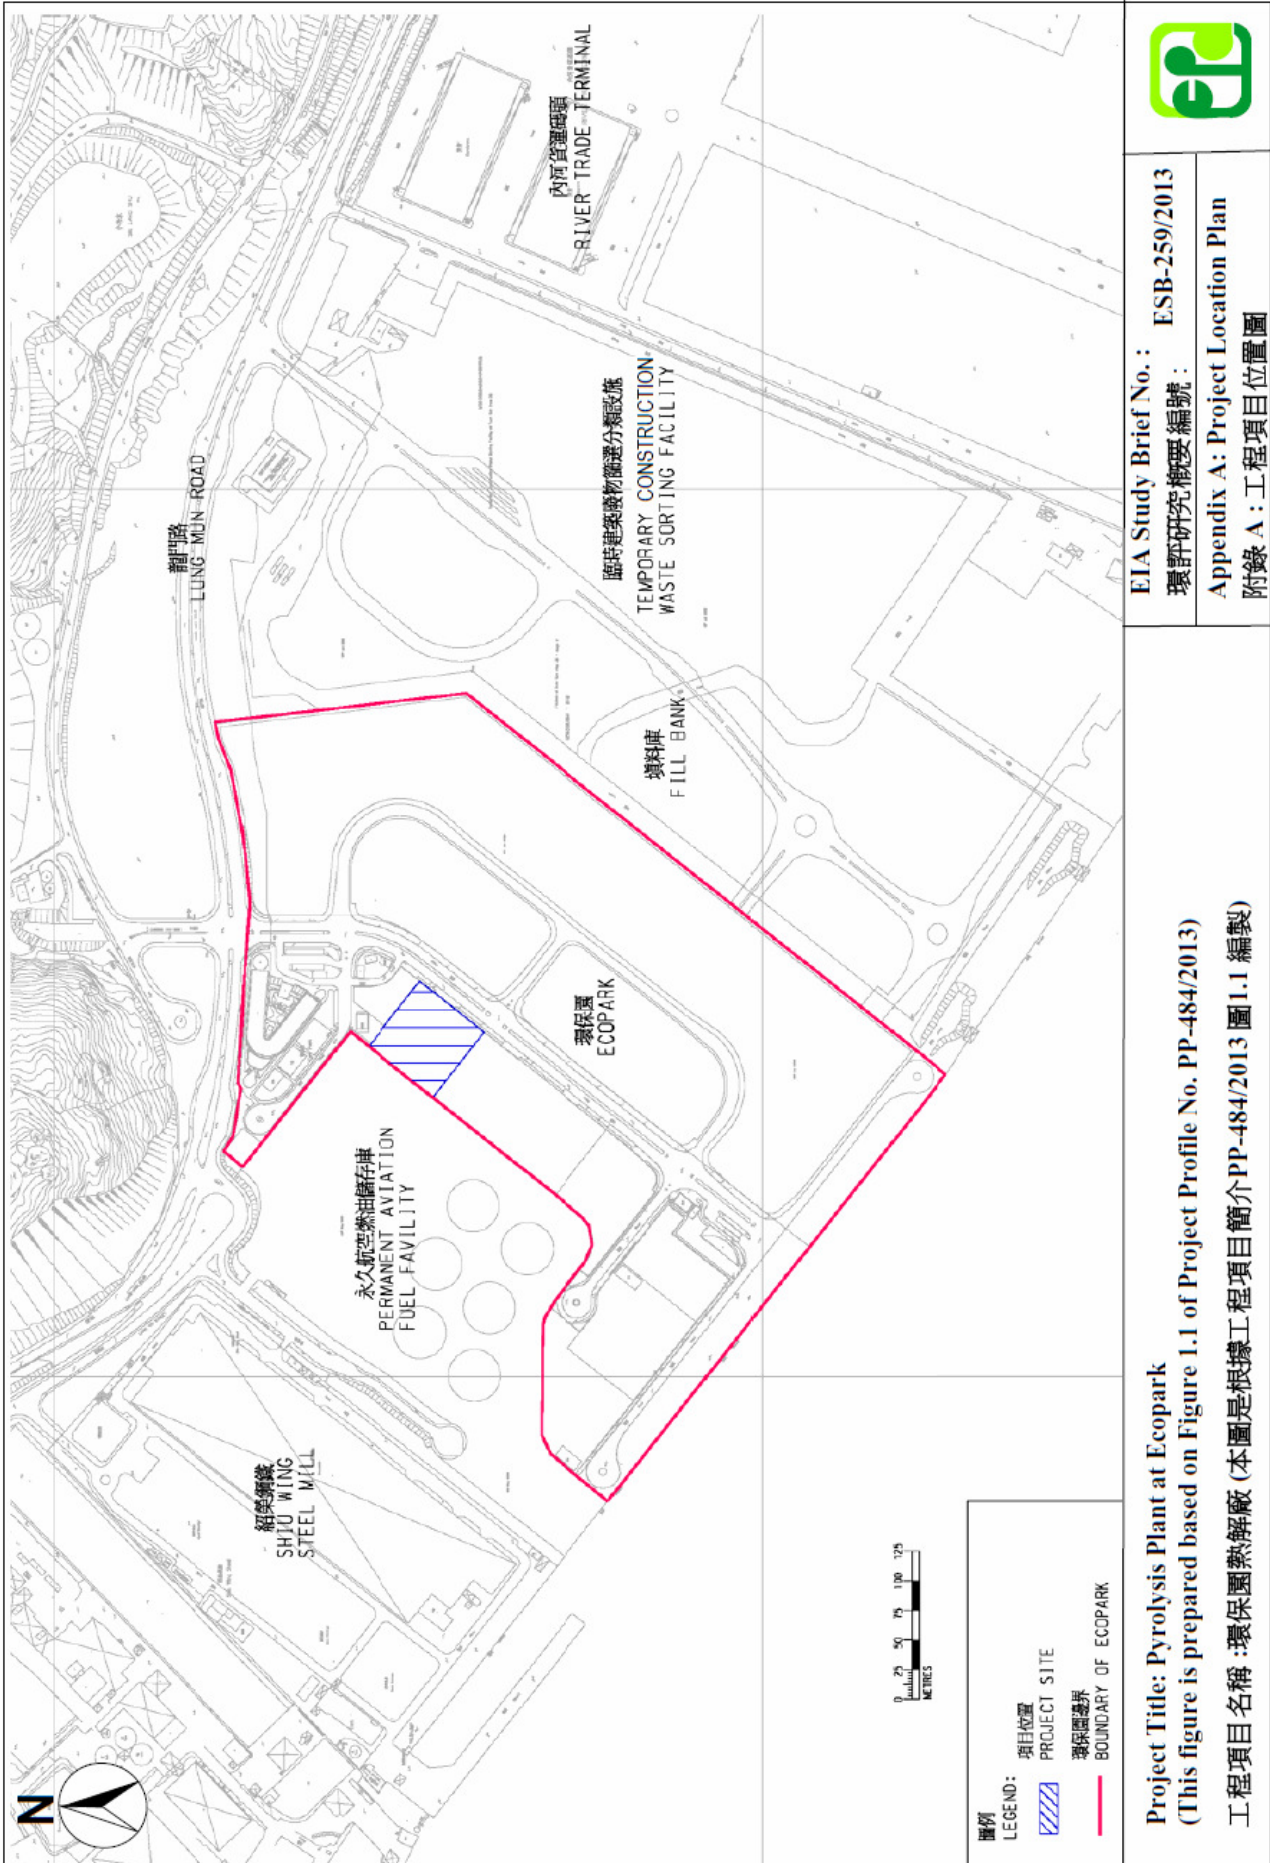 N
龍門路
LUNG MUN ROAD
內河貨運碼頭
RIVER TRADE TERMINAL
臨時建築廢物篩選分類設施
TEMPORARY CONSTRUCTION
WASTE SORTING FACILITY
填料庫
FILL BANK
環保園
ECOPARK
永久航空燃油儲存庫
PERMANENT AVIATION
FUEL FAVILITY
紹榮鋼鐵
SHIU WING
STEEL MILL
0 25 50 75 100 125
METRES
圖例
LEGEND:
項目位置
PROJECT SITE
環保園邊界
BOUNDARY OF ECOPARK
Project Title: Pyrolysis Plant at Ecopark
(This figure is prepared based on Figure 1.1 of Project Profile No. PP-484/2013)
工程項目名稱 :環保園熱解廠 (本圖是根據工程項目簡介PP-484/2013 圖1.1 編製)
EIA Study Brief No. :
環評研究概要編號 :
ESB-259/2013
Appendix A: Project Location Plan
附錄 A : 工程項目位置圖